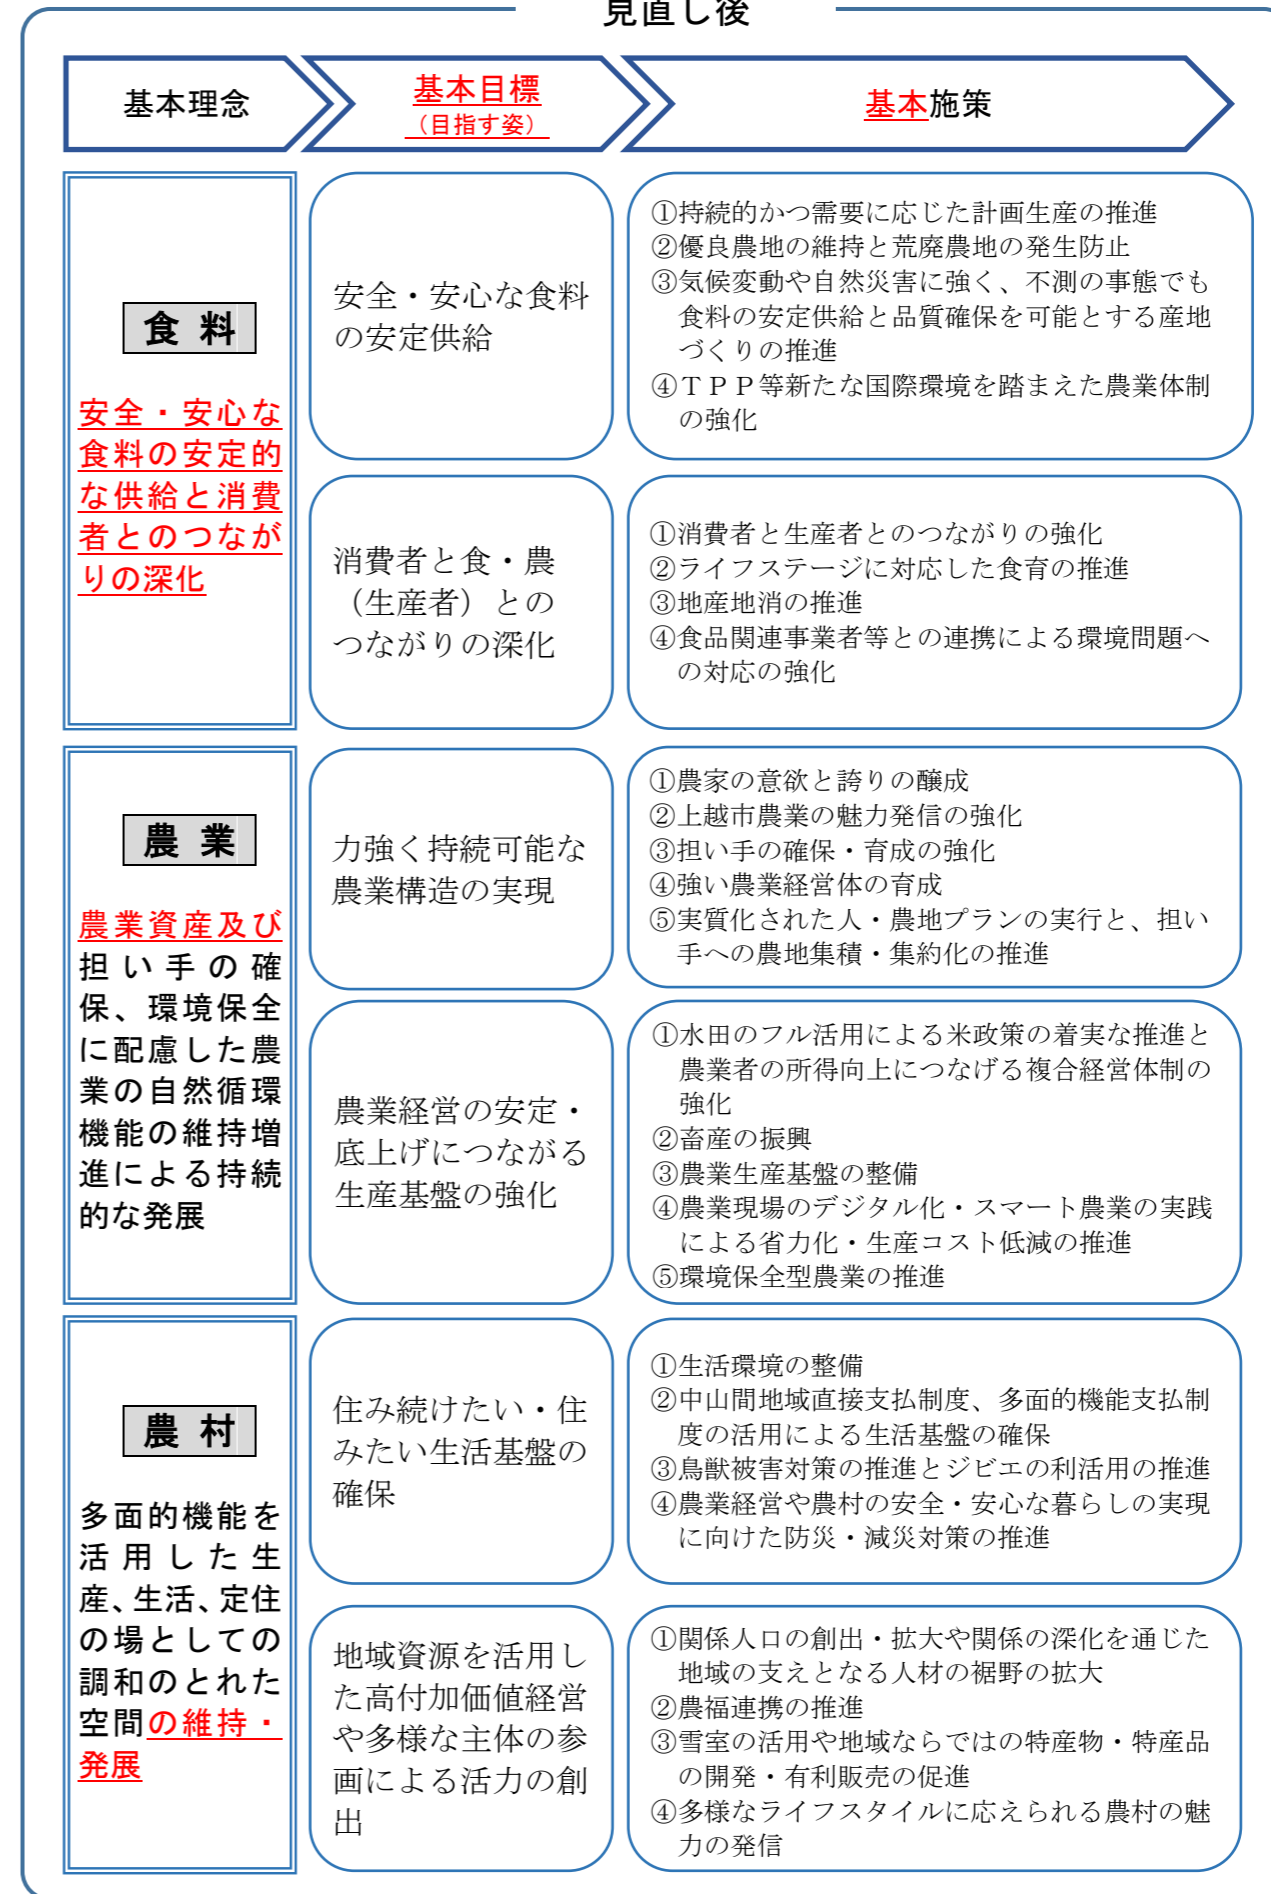 見直し後
基本理念
基本目標
（目指す姿）
基本施策
食 料
安全・安心な
食料の安定的
な供給と消費
者とのつなが
りの深化
安全・安心な食料
の安定供給
①持続的かつ需要に応じた計画生産の推進
②優良農地の維持と荒廃農地の発生防止
③気候変動や自然災害に強く、不測の事態でも
食料の安定供給と品質確保を可能とする産地
づくりの推進
④ＴＰＰ等新たな国際環境を踏まえた農業体制
の強化
消費者と食・農
（生産者）との
つながりの深化
①消費者と生産者とのつながりの強化
②ライフステージに対応した食育の推進
③地産地消の推進
④食品関連事業者等との連携による環境問題へ
の対応の強化
農 業
農業資産及び
担い手の確
保、環境保全
に配慮した農
業の自然循環
機能の維持増
進による持続
的な発展
力強く持続可能な
農業構造の実現
①農家の意欲と誇りの醸成
②上越市農業の魅力発信の強化
③担い手の確保・育成の強化
④強い農業経営体の育成
⑤実質化された人・農地プランの実行と、担い
手への農地集積・集約化の推進
農業経営の安定・
底上げにつながる
生産基盤の強化
①水田のフル活用による米政策の着実な推進と
農業者の所得向上につなげる複合経営体制の
強化
②畜産の振興
③農業生産基盤の整備
④農業現場のデジタル化・スマート農業の実践
による省力化・生産コスト低減の推進
⑤環境保全型農業の推進
農 村
多面的機能を
活用した生
産、生活、定住
の場としての
調和のとれた
空間の維持・
発展
住み続けたい・住
みたい生活基盤の
確保
①生活環境の整備
②中山間地域直接支払制度、多面的機能支払制
度の活用による生活基盤の確保
③鳥獣被害対策の推進とジビエの利活用の推進
④農業経営や農村の安全・安心な暮らしの実現
に向けた防災・減災対策の推進
地域資源を活用し
た高付加価値経営
や多様な主体の参
画による活力の創
出
①関係人口の創出・拡大や関係の深化を通じた
地域の支えとなる人材の裾野の拡大
②農福連携の推進
③雪室の活用や地域ならではの特産物・特産品
の開発・有利販売の促進
④多様なライフスタイルに応えられる農村の魅
力の発信